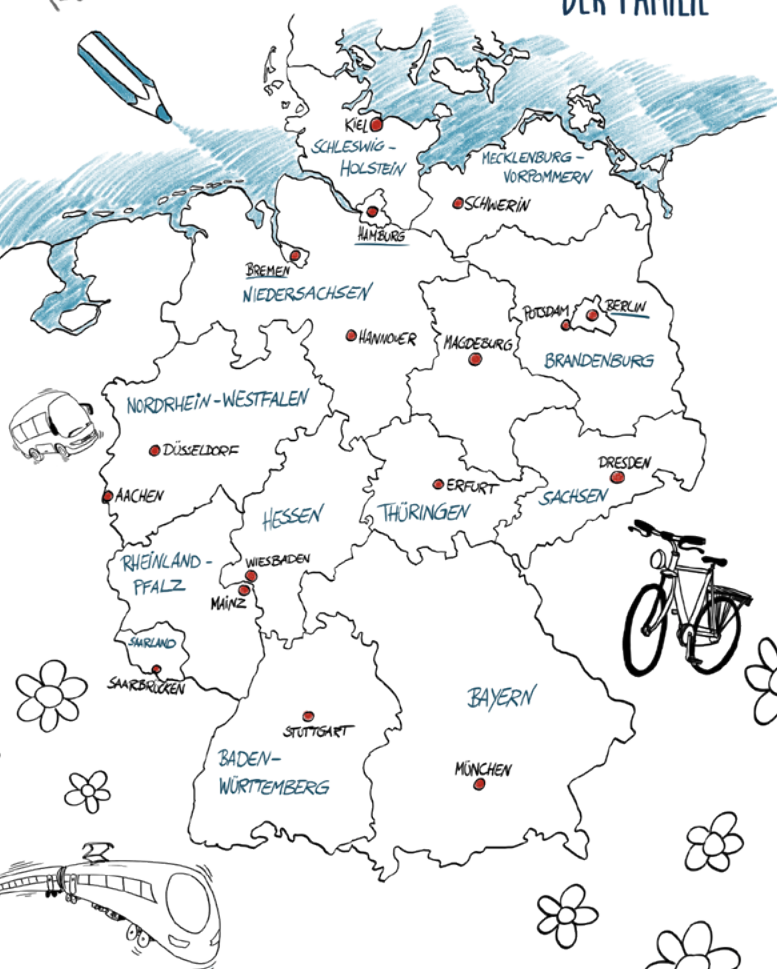 DER FAMILIE
KIEL
SCHLESWIG-
HOLSTEIN
MECKLENBURG-
VORPOMMERN
SCHWERIN
HAMBURG
BREMEN
NIEDERSACHSEN
POTSDAM
BERLIN
HANNOVER
MAGDEBURG
BRANDENBURG
NORDRHEIN-WESTFALEN
DÜSSELDORF
DRESDEN
ERFURT
AACHEN
SACHSEN
HESSEN
THÜRINGEN
RHEINLAND-
PFALZ
WIESBADEN
MAINZ
SAARLAND
SAARBRÜCKEN
BAYERN
STUTTGART
BADEN-
WÜRTTEMBERG
MÜNCHEN